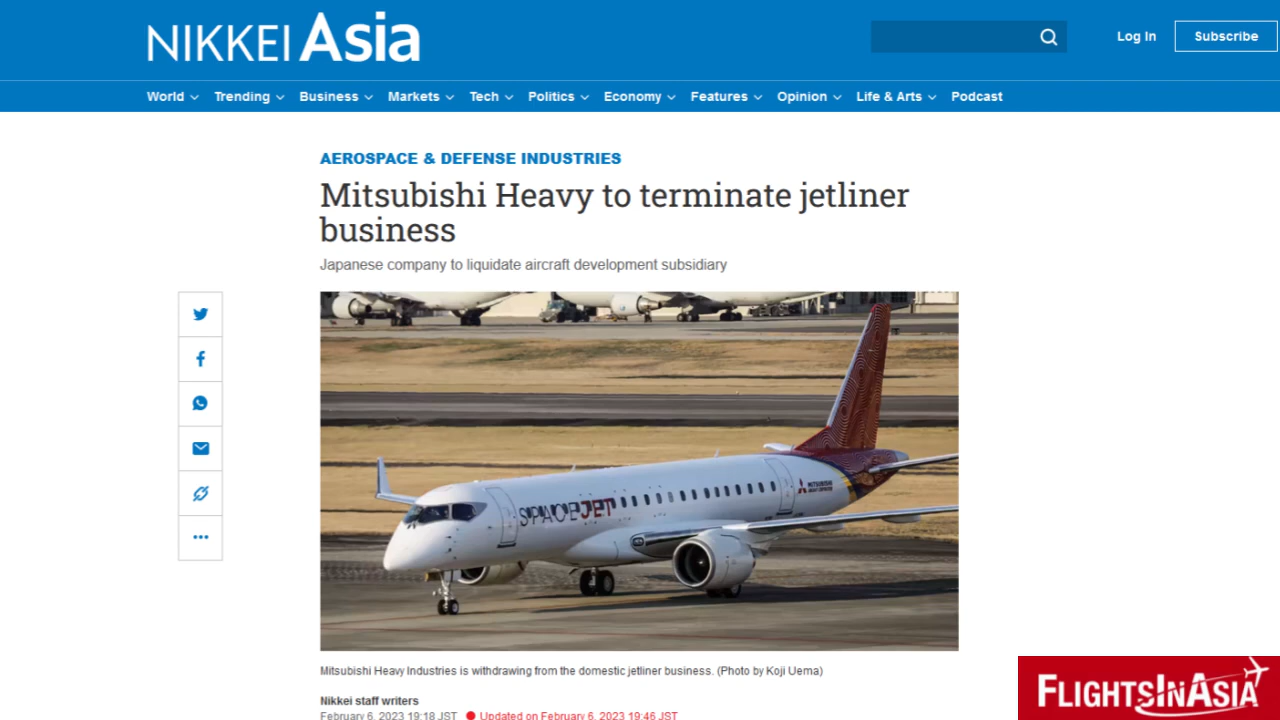 NIKKEI Asia
Log In
Subscribe
World Trending Business Markets Tech Politics Economy Features Opinion Life & Arts Podcast
AEROSPACE & DEFENSE INDUSTRIES
Mitsubishi Heavy to terminate jetliner
business
Japanese company to liquidate aircraft development subsidiary
SPACEJET
MITSUBISHI
Mitsubishi Heavy Industries is withdrawing from the domestic jetliner business. (Photo by Koji Uema)
Nikkei staff writers
February 6, 2023 19:18 JST Updated on February 6, 2023 19:46 JST
FLIGHTSINASIA